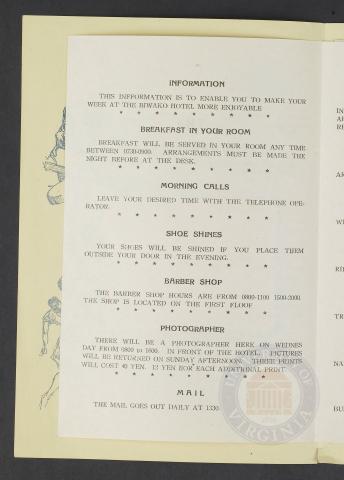 INFORMATION
THIS INFFORMATION IS TO ENABLE YOU TO MAKE YOUR
WEEK AT THE BIWAKO HOTEL MORE ENJOYABLE
* * * * * * * * *
BREAKFAST IN YOUR ROOM
BREAKFAST WILL BE SERVED IN YOUR ROOM ANY TIME
BETWEEN 0730-0900. ARRANGEMENTS MUST BE MADE THE
NIGHT BEFORE AT THE DESK.
* * * * * * * * *
MORNING CALLS
LEAVE YOUR DESIRED TIME WITH THE TELEPHONE OPE-
RATOR.
* * * * * * * * *
SHOE SHINES
YOUR SHOES WILL BE SHINED IF YOU PLACE THEM
OUTSIDE YOUR DOOR IN THE EVENING.
* * * * * * * * *
BARBER SHOP
THE BARBER SHOP HOURS ARE FROM 0800-1100 1500-2000.
THE SHOP IS LOCATED ON THE FIRST FLOOF
* * * * * * * * *
PHOTOGRAPHER
THERE WILL BE A PHOTOGRAPHER HERE ON WEDNES
DAY FROM 0800 to 1600. IN FRONT OF THE HOTEL. PICTURES
WILL BE RETURNED ON SUNDAY AFTERNOON. THREE PRINTS
WILL COST 40 YEN. 12 YEN FOR EACH ADDITIONAL PRINT.
* * * * * * * * *
MAIL
THE MAIL GOES OUT DAILY AT 1330
UNIVERSITY OF VIRGINIA